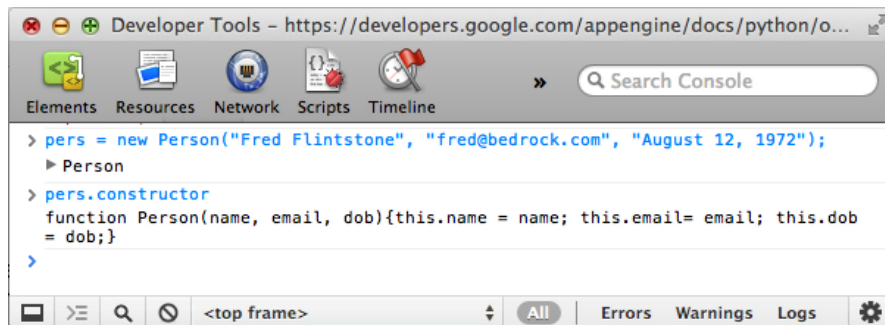 Developer Tools – https://developers.google.com/appengine/docs/python/o...
Elements Resources Network Scripts Timeline » Search Console
> pers = new Person("Fred Flintstone", "fred@bedrock.com", "August 12, 1972");
▶ Person
> pers.constructor
function Person(name, email, dob){this.name = name; this.email= email; this.dob
= dob;}
>
<top frame> All Errors Warnings Logs